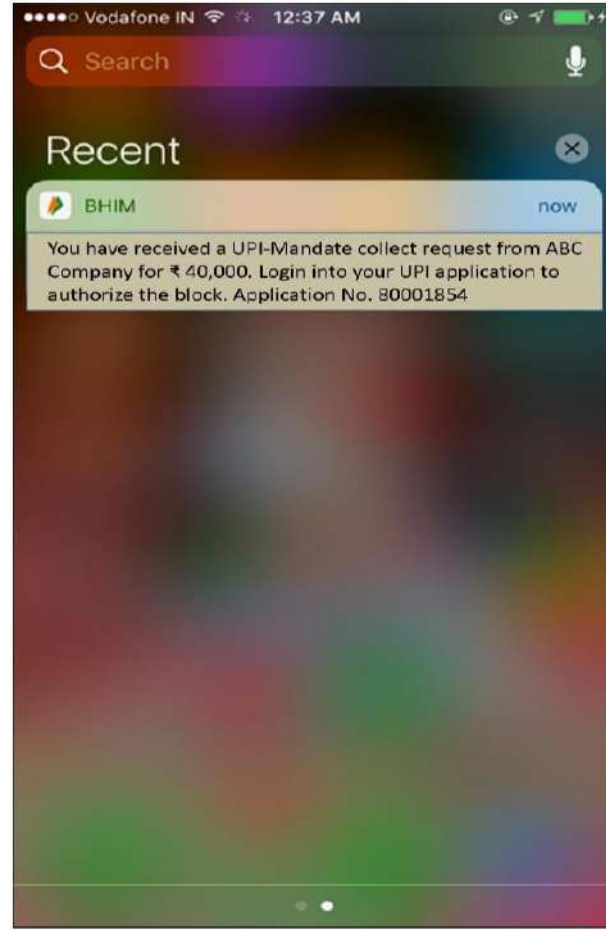 Vodafone IN 12:37 AM
Search
Recent
BHIM now
You have received a UPI-Mandate collect request from ABC
Company for ₹ 40,000. Login into your UPI application to
authorize the block. Application No. 80001854